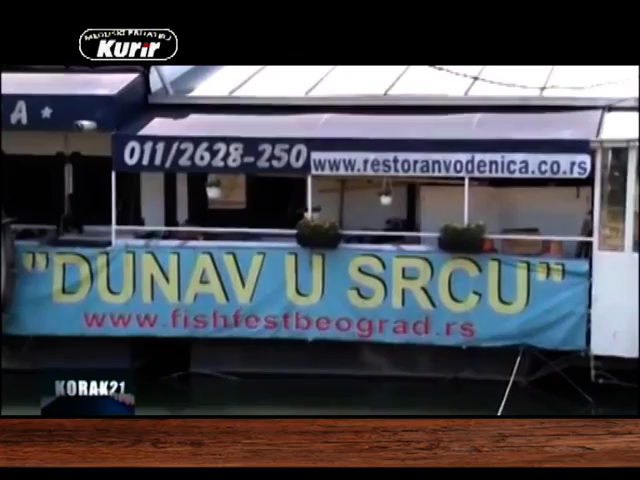 Kurir
A *
011/2628-250
www.restoranvodenica.co.rs
"DUNAV U SRCU"
www.fishfestbeograd.rs
KORAK21